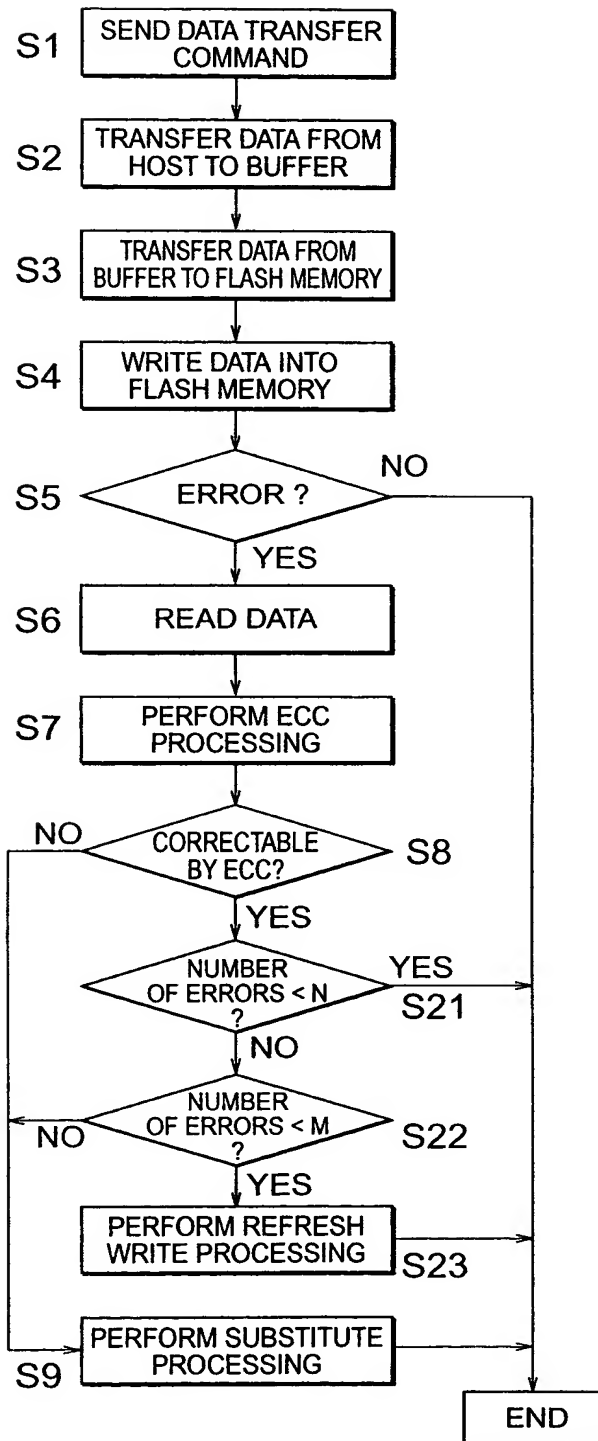 S1
SEND DATA TRANSFER
COMMAND
S2
TRANSFER DATA FROM
HOST TO BUFFER
S3
TRANSFER DATA FROM
BUFFER TO FLASH MEMORY
S4
WRITE DATA INTO
FLASH MEMORY
S5
ERROR ?
NO
YES
S6
READ DATA
S7
PERFORM ECC
PROCESSING
NO
CORRECTABLE
BY ECC?
S8
YES
NUMBER
OF ERRORS < N
?
YES
S21
NO
NUMBER
OF ERRORS < M
?
NO
S22
YES
PERFORM REFRESH
WRITE PROCESSING
S23
S9
PERFORM SUBSTITUTE
PROCESSING
END